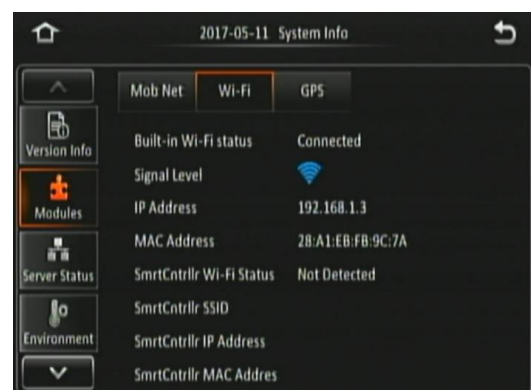 2017-05-11 System Info
Mob Net Wi-Fi GPS
Version Info
Modules
Server Status
Environment
Built-in Wi-Fi status Connected
Signal Level
IP Address 192.168.1.3
MAC Address 28:A1:EB:FB:9C:7A
SmrtCntrllr Wi-Fi Status Not Detected
SmrtCntrllr SSID
SmrtCntrllr IP Address
SmrtCntrllr MAC Addres